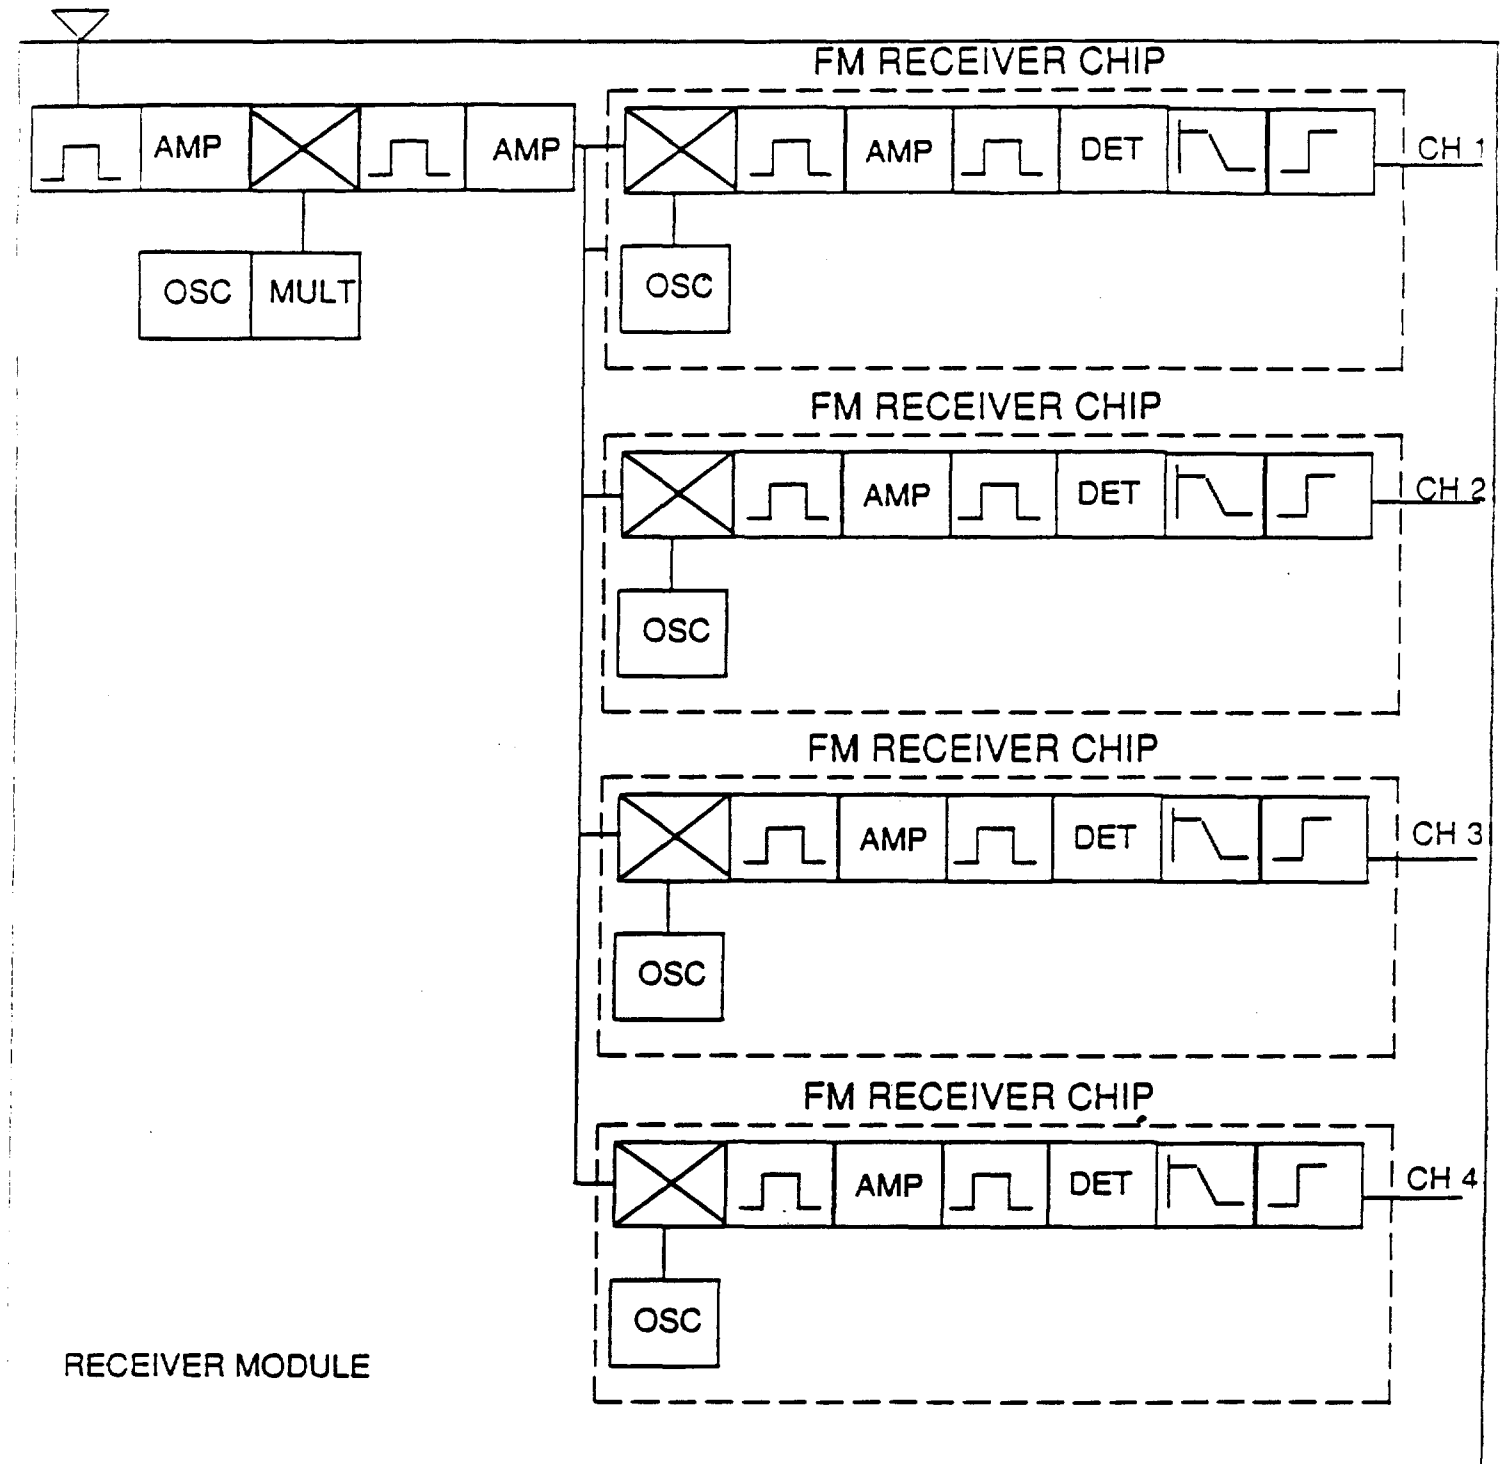 FM RECEIVER CHIP
AMP AMP AMP DET CH 1
OSC MULT OSC
FM RECEIVER CHIP
AMP DET CH 2
OSC
FM RECEIVER CHIP
AMP DET CH 3
OSC
FM RECEIVER CHIP
AMP DET CH 4
OSC
RECEIVER MODULE